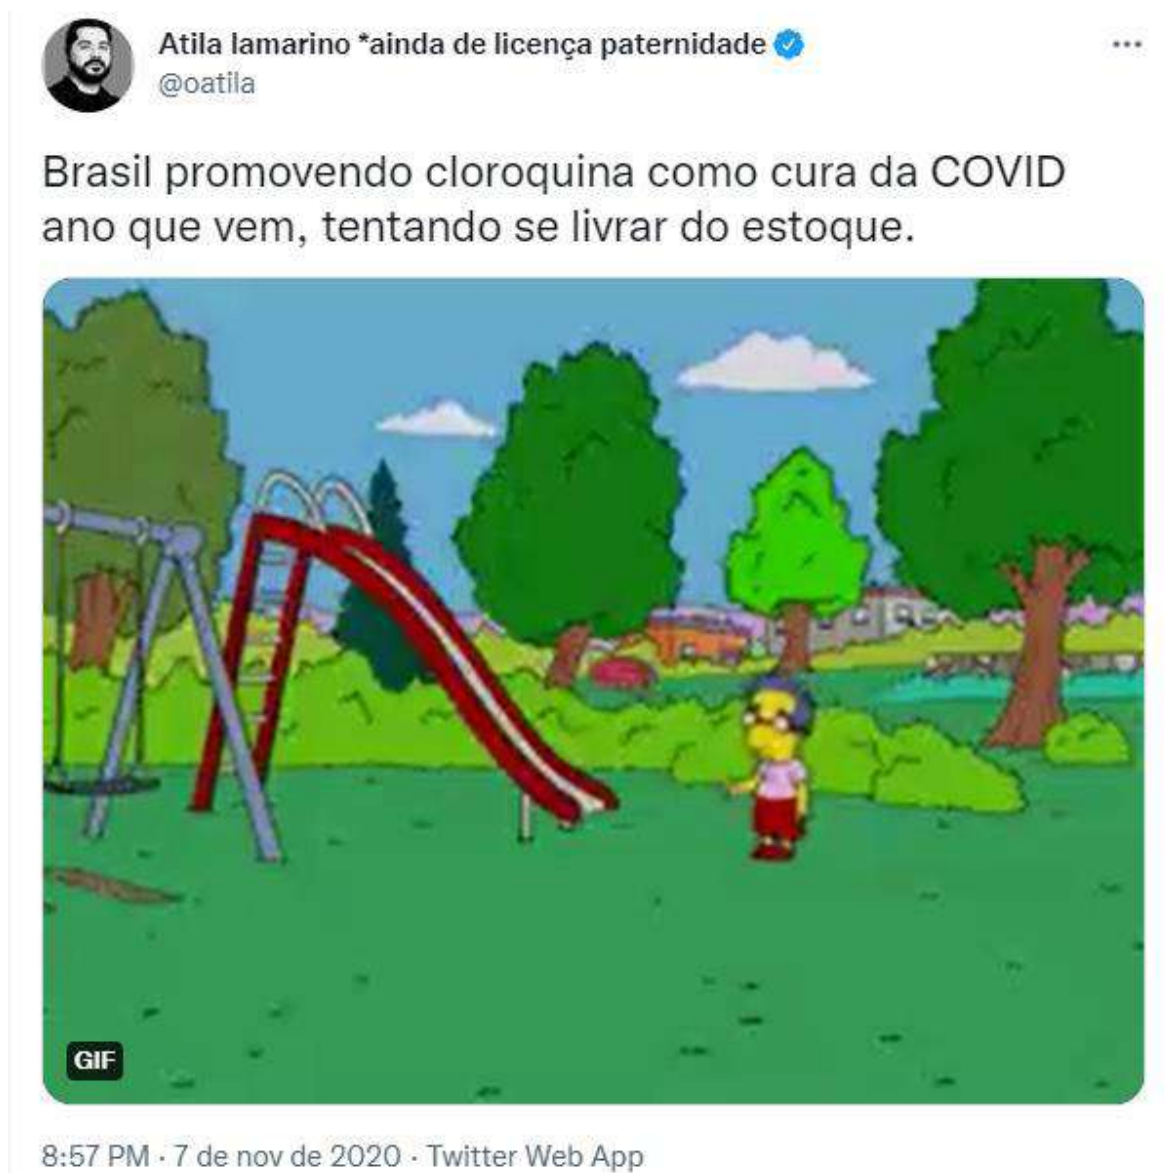 Atila Iamarino *ainda de licença paternidade
@oatila
Brasil promovendo cloroquina como cura da COVID
ano que vem, tentando se livrar do estoque.
GIF
8:57 PM · 7 de nov de 2020 · Twitter Web App